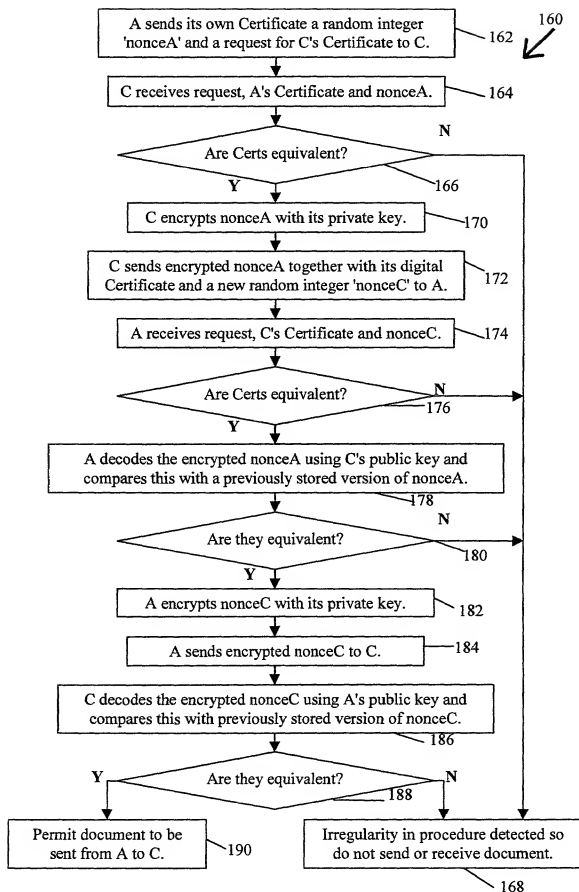 160
A sends its own Certificate a random integer
'nonceA' and a request for C's Certificate to C.
162
C receives request, A's Certificate and nonceA.
164
Are Certs equivalent?
N
166
Y
C encrypts nonceA with its private key.
170
C sends encrypted nonceA together with its digital
Certificate and a new random integer 'nonceC' to A.
172
A receives request, C's Certificate and nonceC.
174
Are Certs equivalent?
N
176
Y
A decodes the encrypted nonceA using C's public key and
compares this with a previously stored version of nonceA.
178
Are they equivalent?
N
180
Y
A encrypts nonceC with its private key.
182
A sends encrypted nonceC to C.
184
C decodes the encrypted nonceC using A's public key and
compares this with previously stored version of nonceC.
186
Y
Are they equivalent?
N
188
Permit document to be
sent from A to C.
190
Irregularity in procedure detected so
do not send or receive document.
168